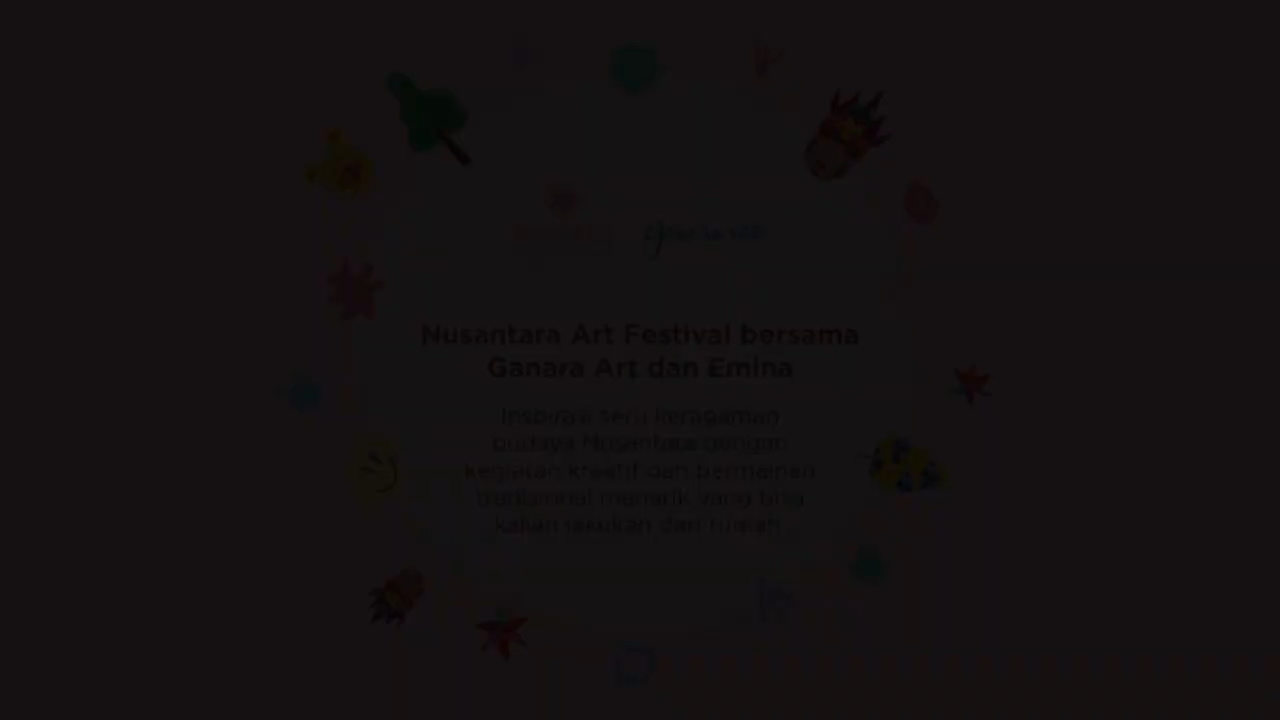 Nusantara Art Festival bersama
Ganara Art dan Emina
Inspirasi seru keragaman
budaya Nusantara dengan
kegiatan kreatif dan permainan
tradisional menarik yang bisa
kalian lakukan dari rumah